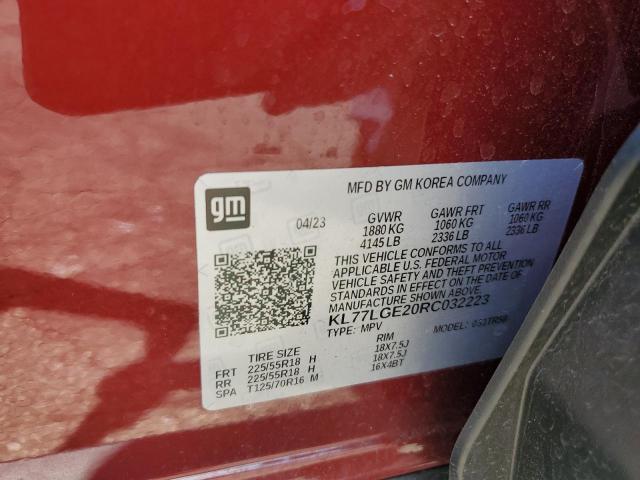 gm
MFD BY GM KOREA COMPANY
04/23 GVWR GAWR FRT GAWR RR
1880 KG 1060 KG 1060 KG
4145 LB 2336 LB 2336 LB
THIS VEHICLE CONFORMS TO ALL
APPLICABLE U.S. FEDERAL MOTOR
VEHICLE SAFETY AND THEFT PREVENTION
STANDARDS IN EFFECT ON THE DATE OF
MANUFACTURE SHOWN ABOVE.
KL77LGE20RC032223
TYPE: MPV MODEL:
TIRE SIZE RIM
FRT 225/55R18 H 18X7.5J
RR 225/55R18 H 18X7.5J
SPA T125/70R16 M 16X4BT